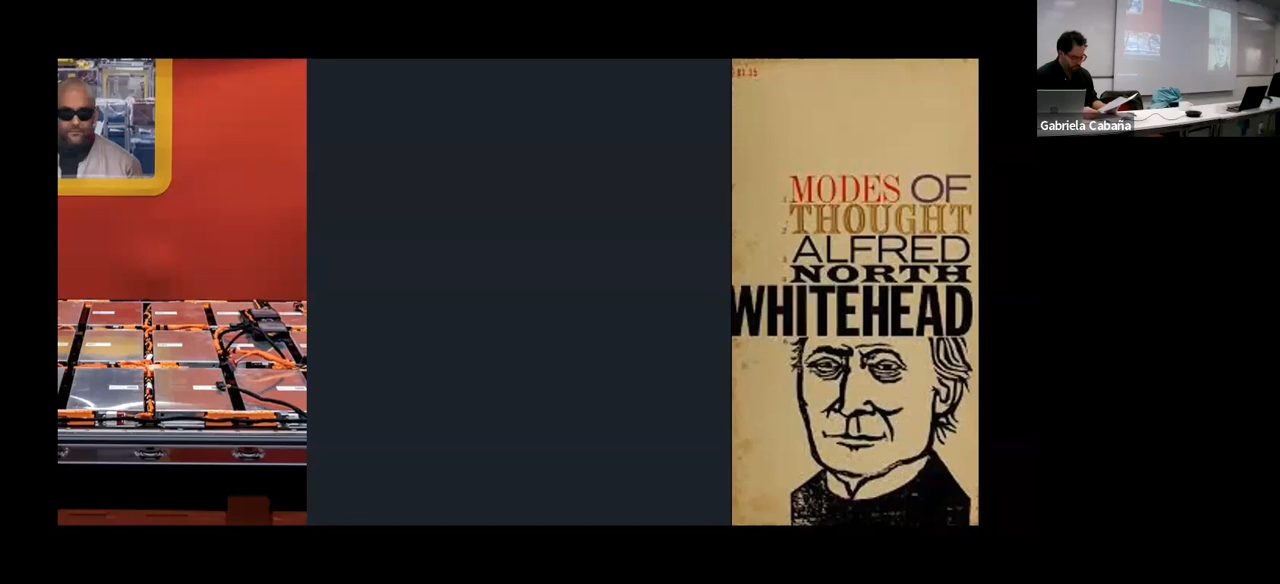 $1.45
MODES OF
THOUGHT
ALFRED
NORTH
WHITEHEAD
Gabriela Cabaña